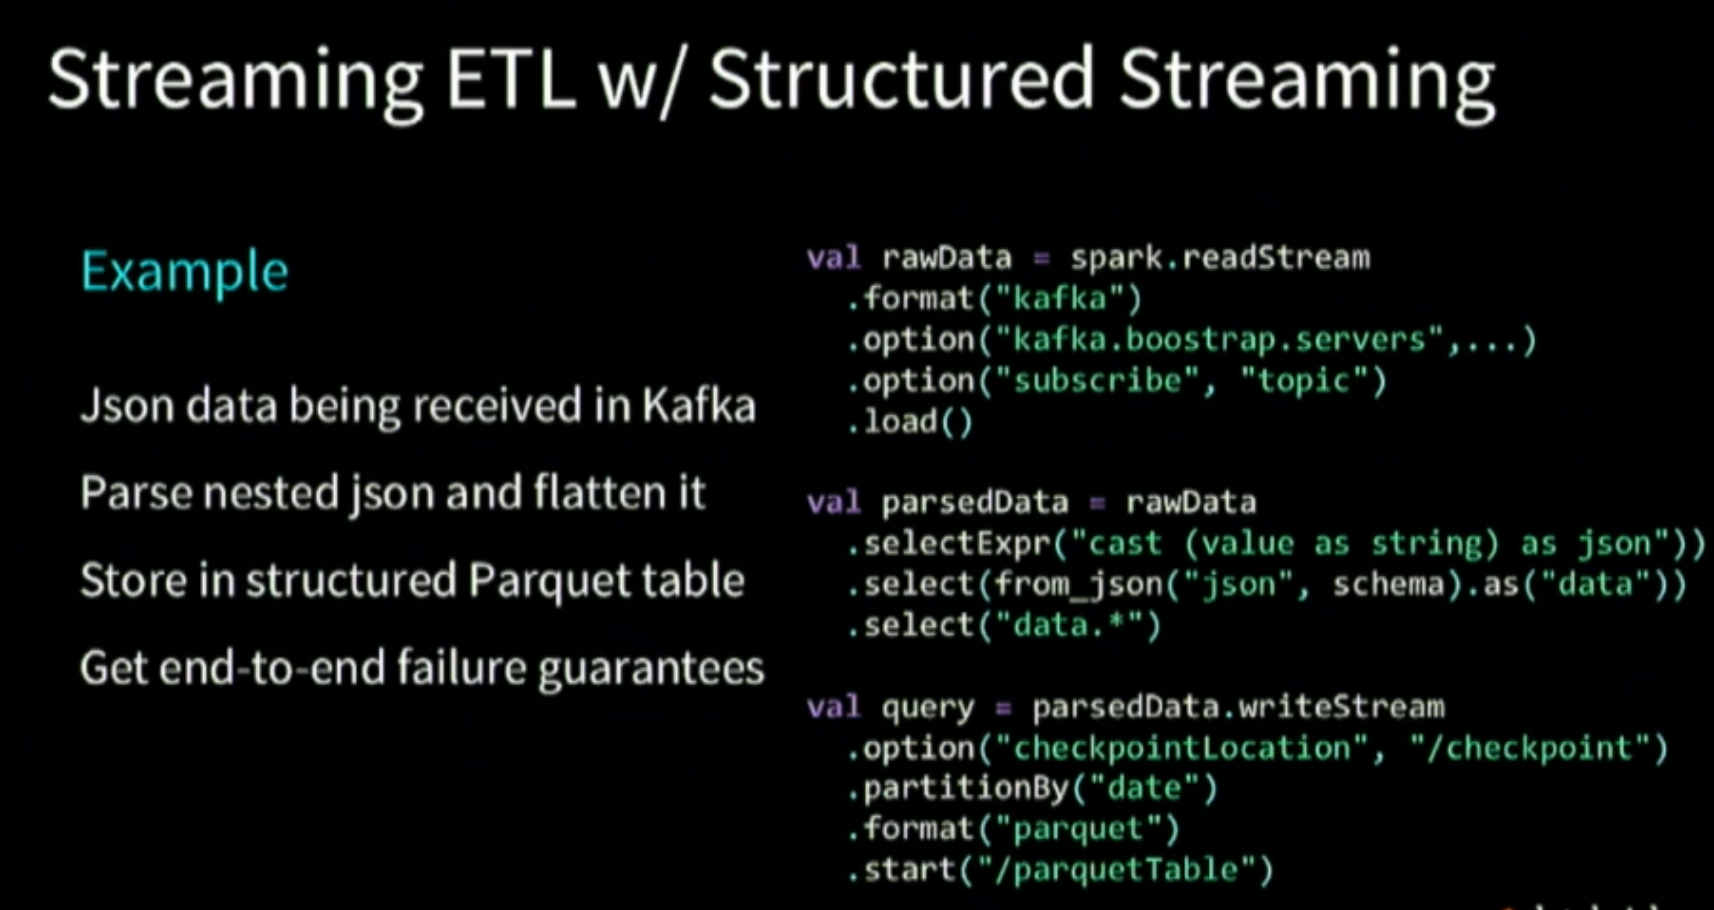 Streaming ETL w/ Structured Streaming
Example
Json data being received in Kafka
Parse nested json and flatten it
Store in structured Parquet table
Get end-to-end failure guarantees
val rawData = spark.readStream
.format("kafka")
.option("kafka.boostrap.servers",...)
.option("subscribe", "topic")
.load()
val parsedData = rawData
.selectExpr("cast (value as string) as json"))
.select(from_json("json", schema).as("data"))
.select("data.*")
val query = parsedData.writeStream
.option("checkpointLocation", "/checkpoint")
.partitionBy("date")
.format("parquet")
.start("/parquetTable")